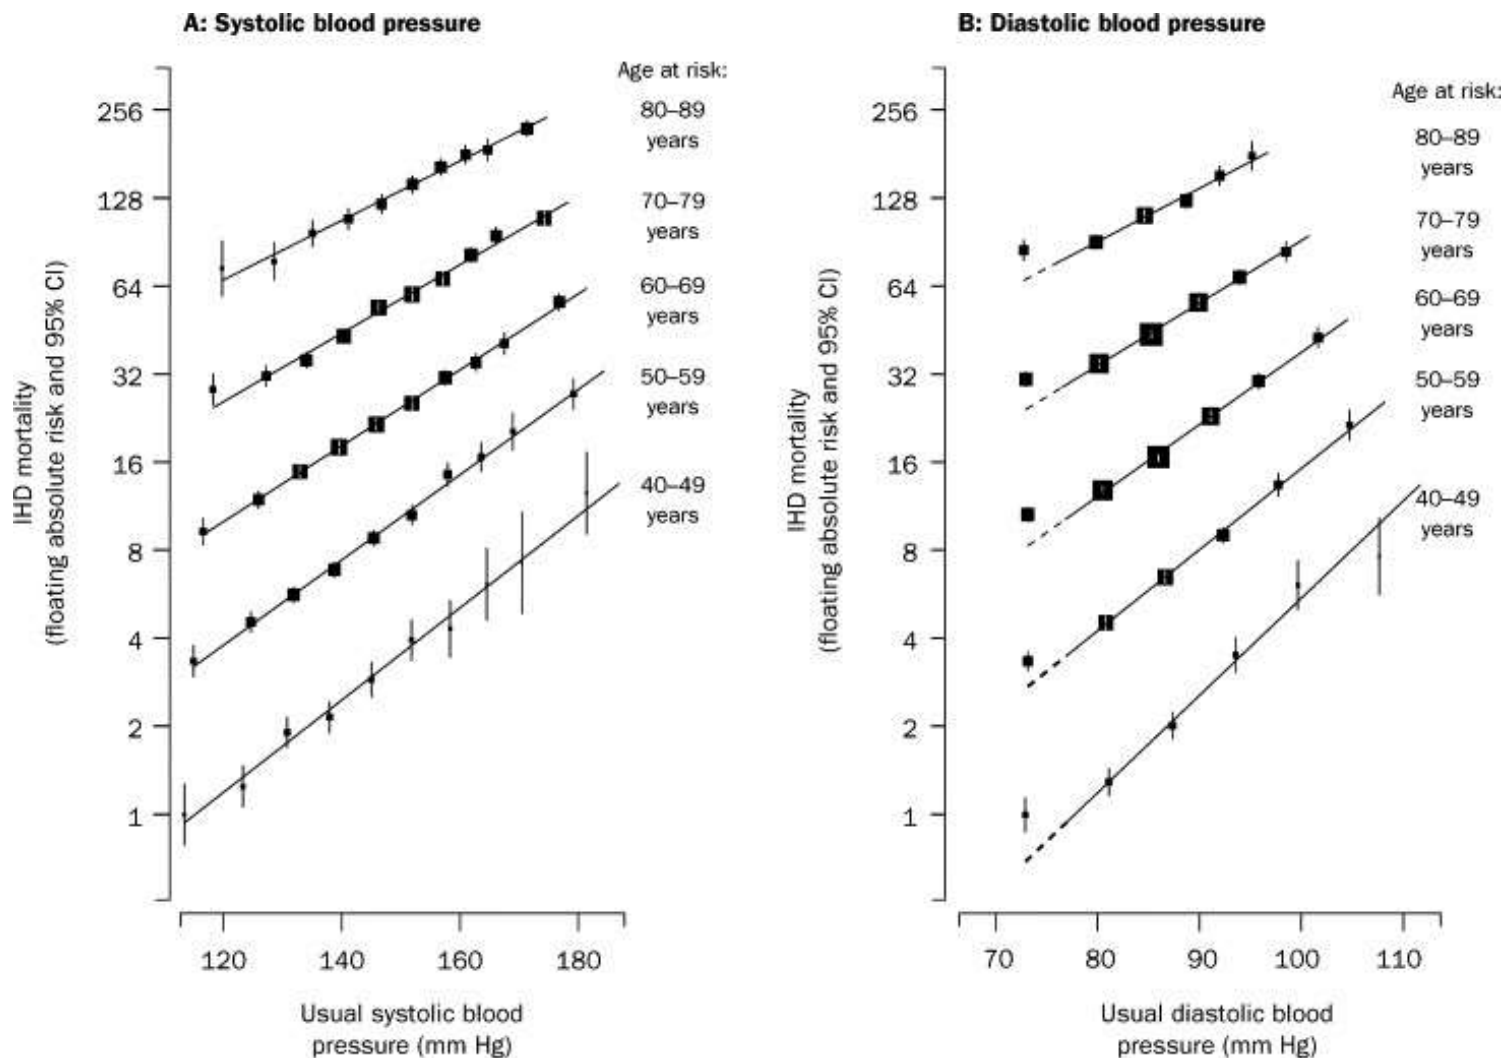 A: Systolic blood pressure
Age at risk:
256
128
64
32
16
8
4
2
1
80–89
years
70–79
years
60–69
years
50–59
years
40–49
years
IHD mortality
(floating absolute risk and 95% CI)
120 140 160 180
Usual systolic blood
pressure (mm Hg)
B: Diastolic blood pressure
Age at risk:
256
128
64
32
16
8
4
2
1
80–89
years
70–79
years
60–69
years
50–59
years
40–49
years
IHD mortality
(floating absolute risk and 95% CI)
70 80 90 100 110
Usual diastolic blood
pressure (mm Hg)